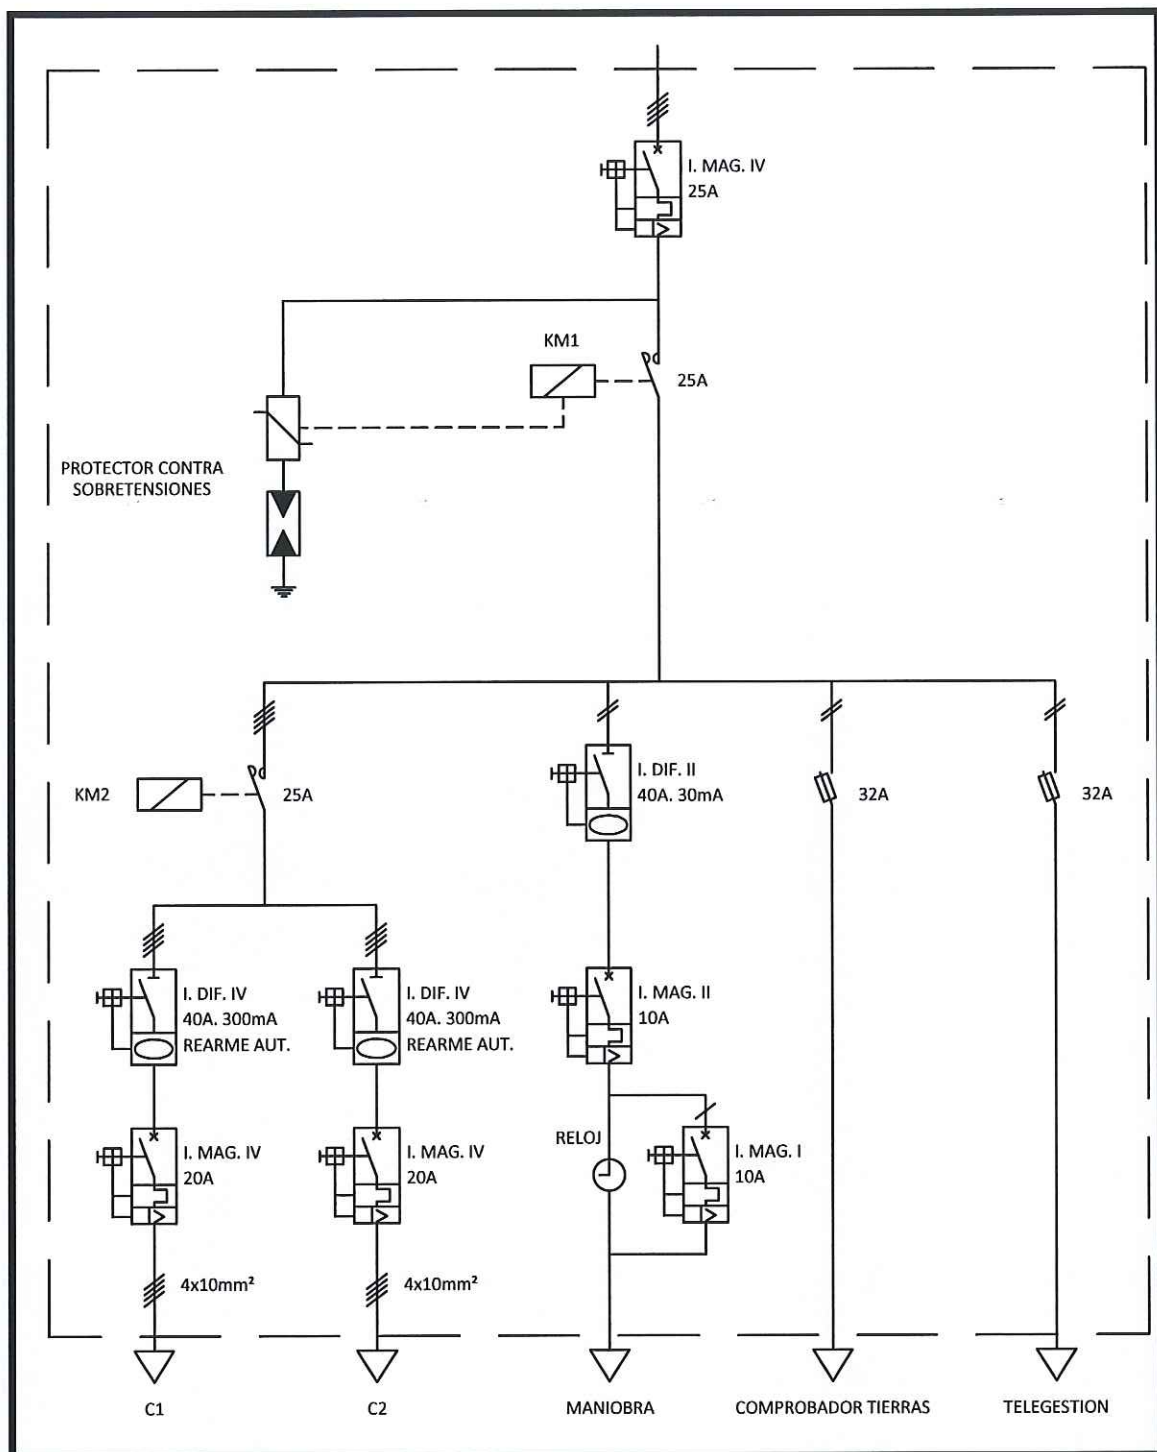 I. MAG. IV
25A
KM1
25A
PROTECTOR CONTRA
SOBRETENSIONES
KM2
25A
I. DIF. II
40A. 30mA
32A
32A
I. DIF. IV
40A. 300mA
REARME AUT.
I. DIF. IV
40A. 300mA
REARME AUT.
I. MAG. II
10A
I. MAG. IV
20A
I. MAG. IV
20A
RELOJ
I. MAG. I
10A
4x10mm²
4x10mm²
C1
C2
MANIOBRA
COMPROBADOR TIERRAS
TELEGESTION